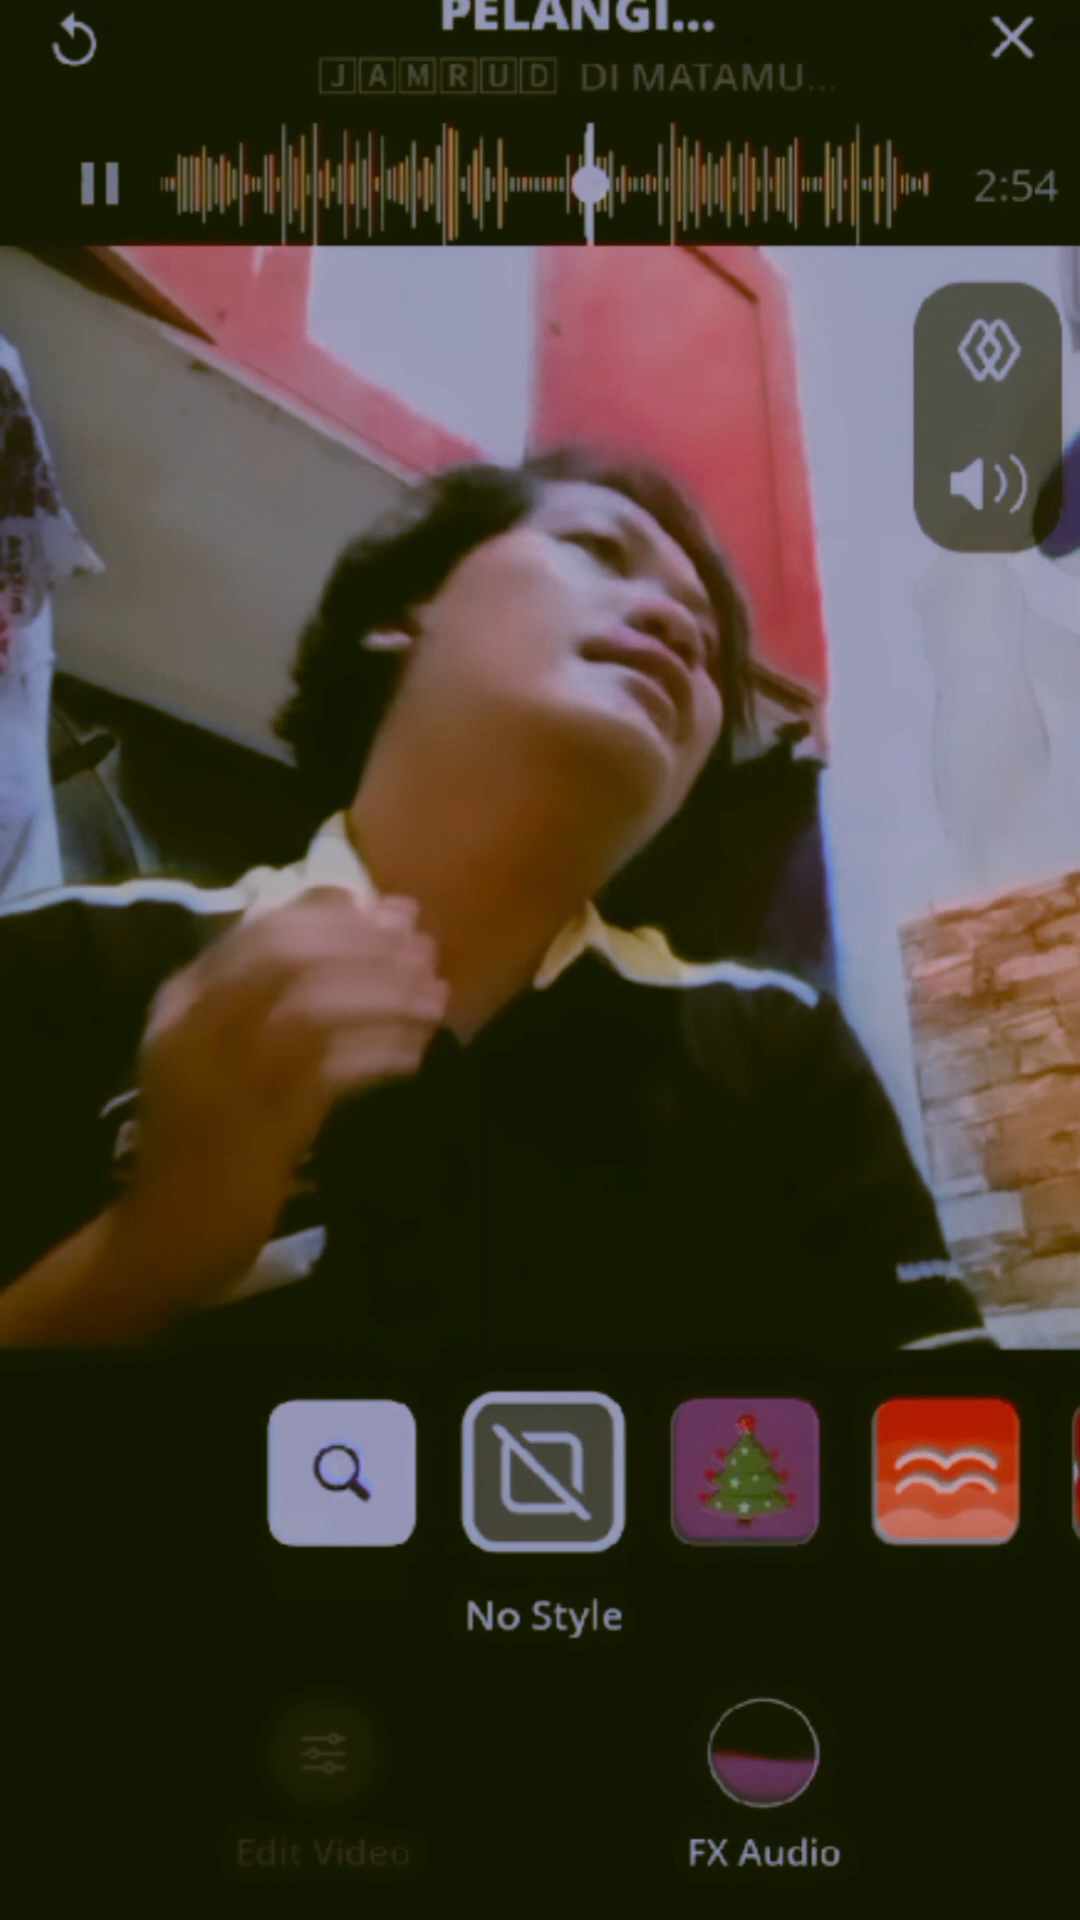 PELANGI...
JAMRUD DI MATAMU...
2:54
No Style
Edit Video
FX Audio